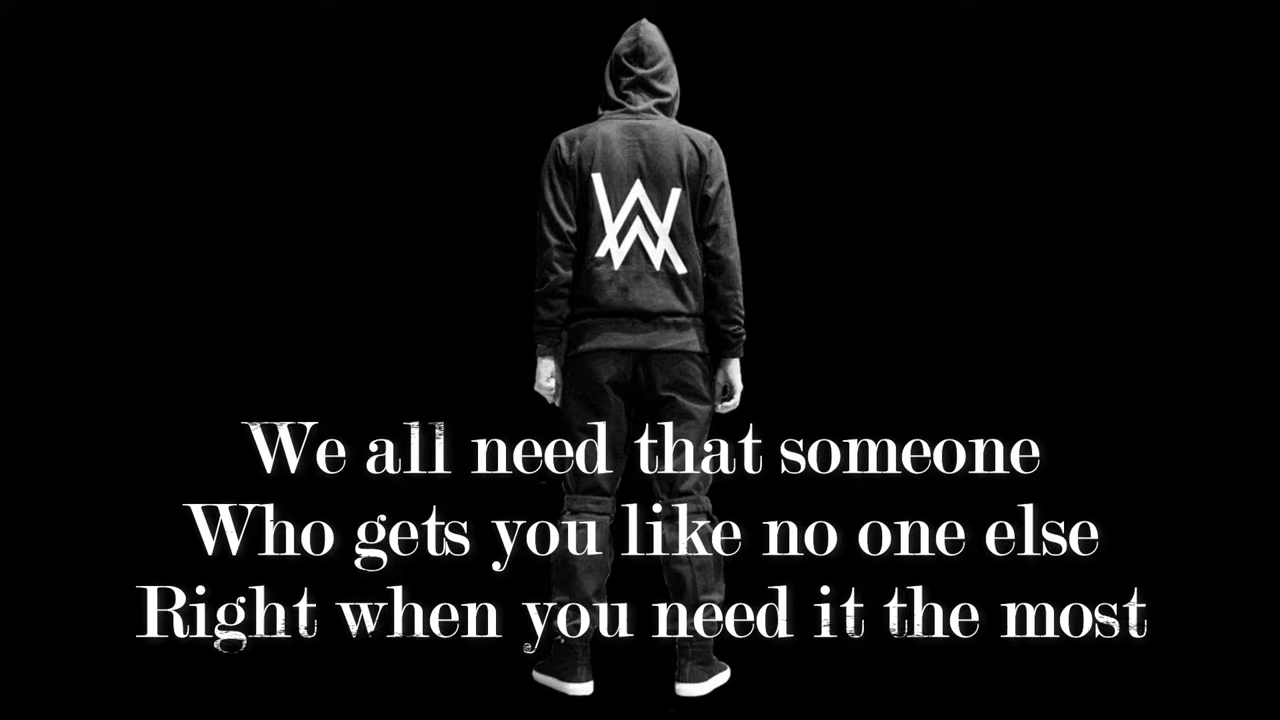 We all need that someone
Who gets you like no one else
Right when you need it the most